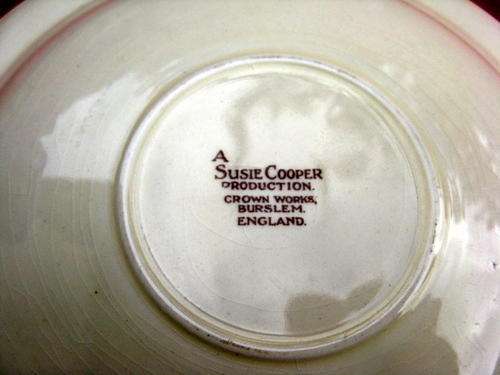 A
SUSIE COOPER
PRODUCTION.
CROWN WORKS,
BURSLEM.
ENGLAND.